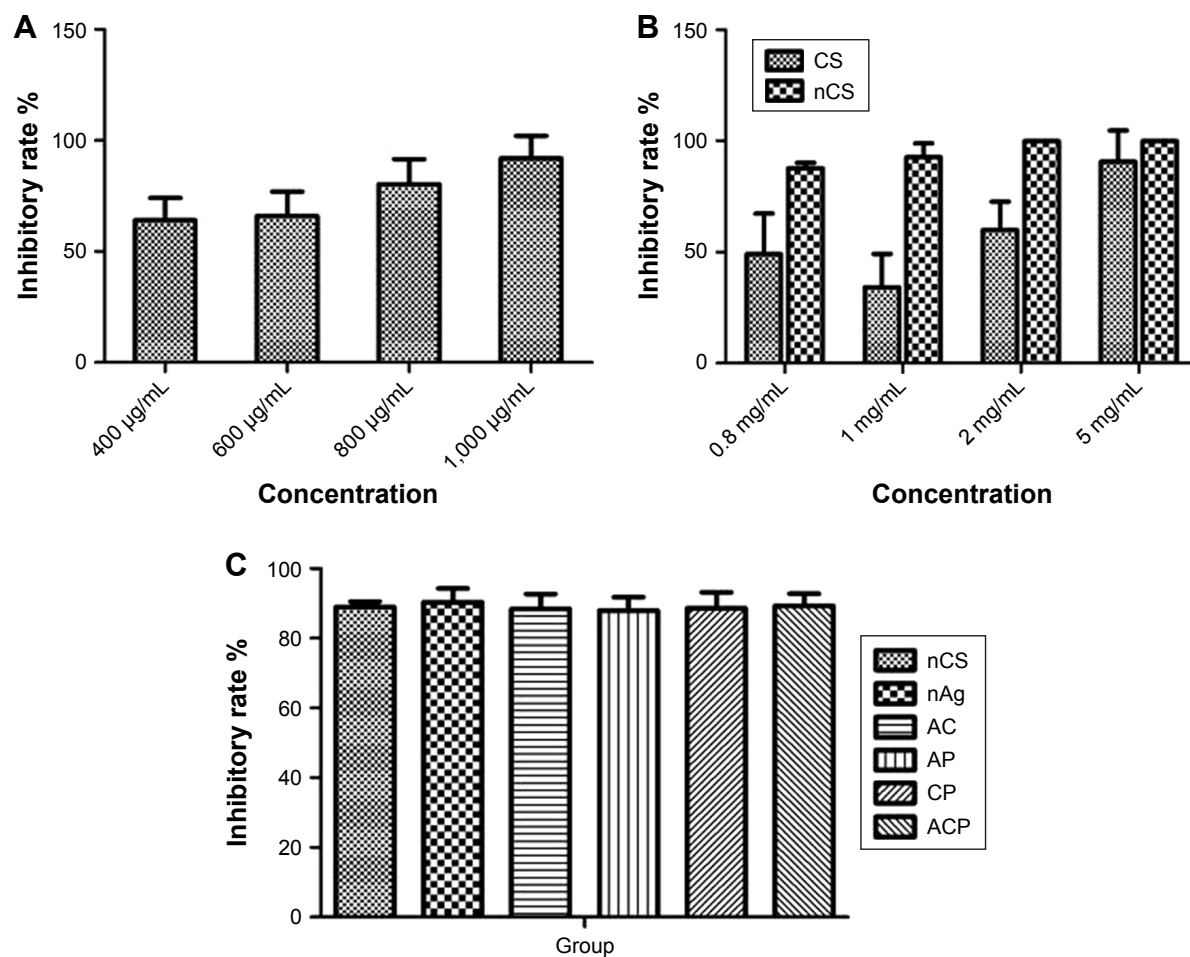 A
150
100
50
0
Inhibitory rate %
400 µg/mL
600 µg/mL
800 µg/mL
1,000 µg/mL
Concentration
B
150
100
50
0
Inhibitory rate %
CS
nCS
0.8 mg/mL
1 mg/mL
2 mg/mL
5 mg/mL
Concentration
C
100
80
60
40
20
0
Inhibitory rate %
Group
nCS
nAg
AC
AP
CP
ACP